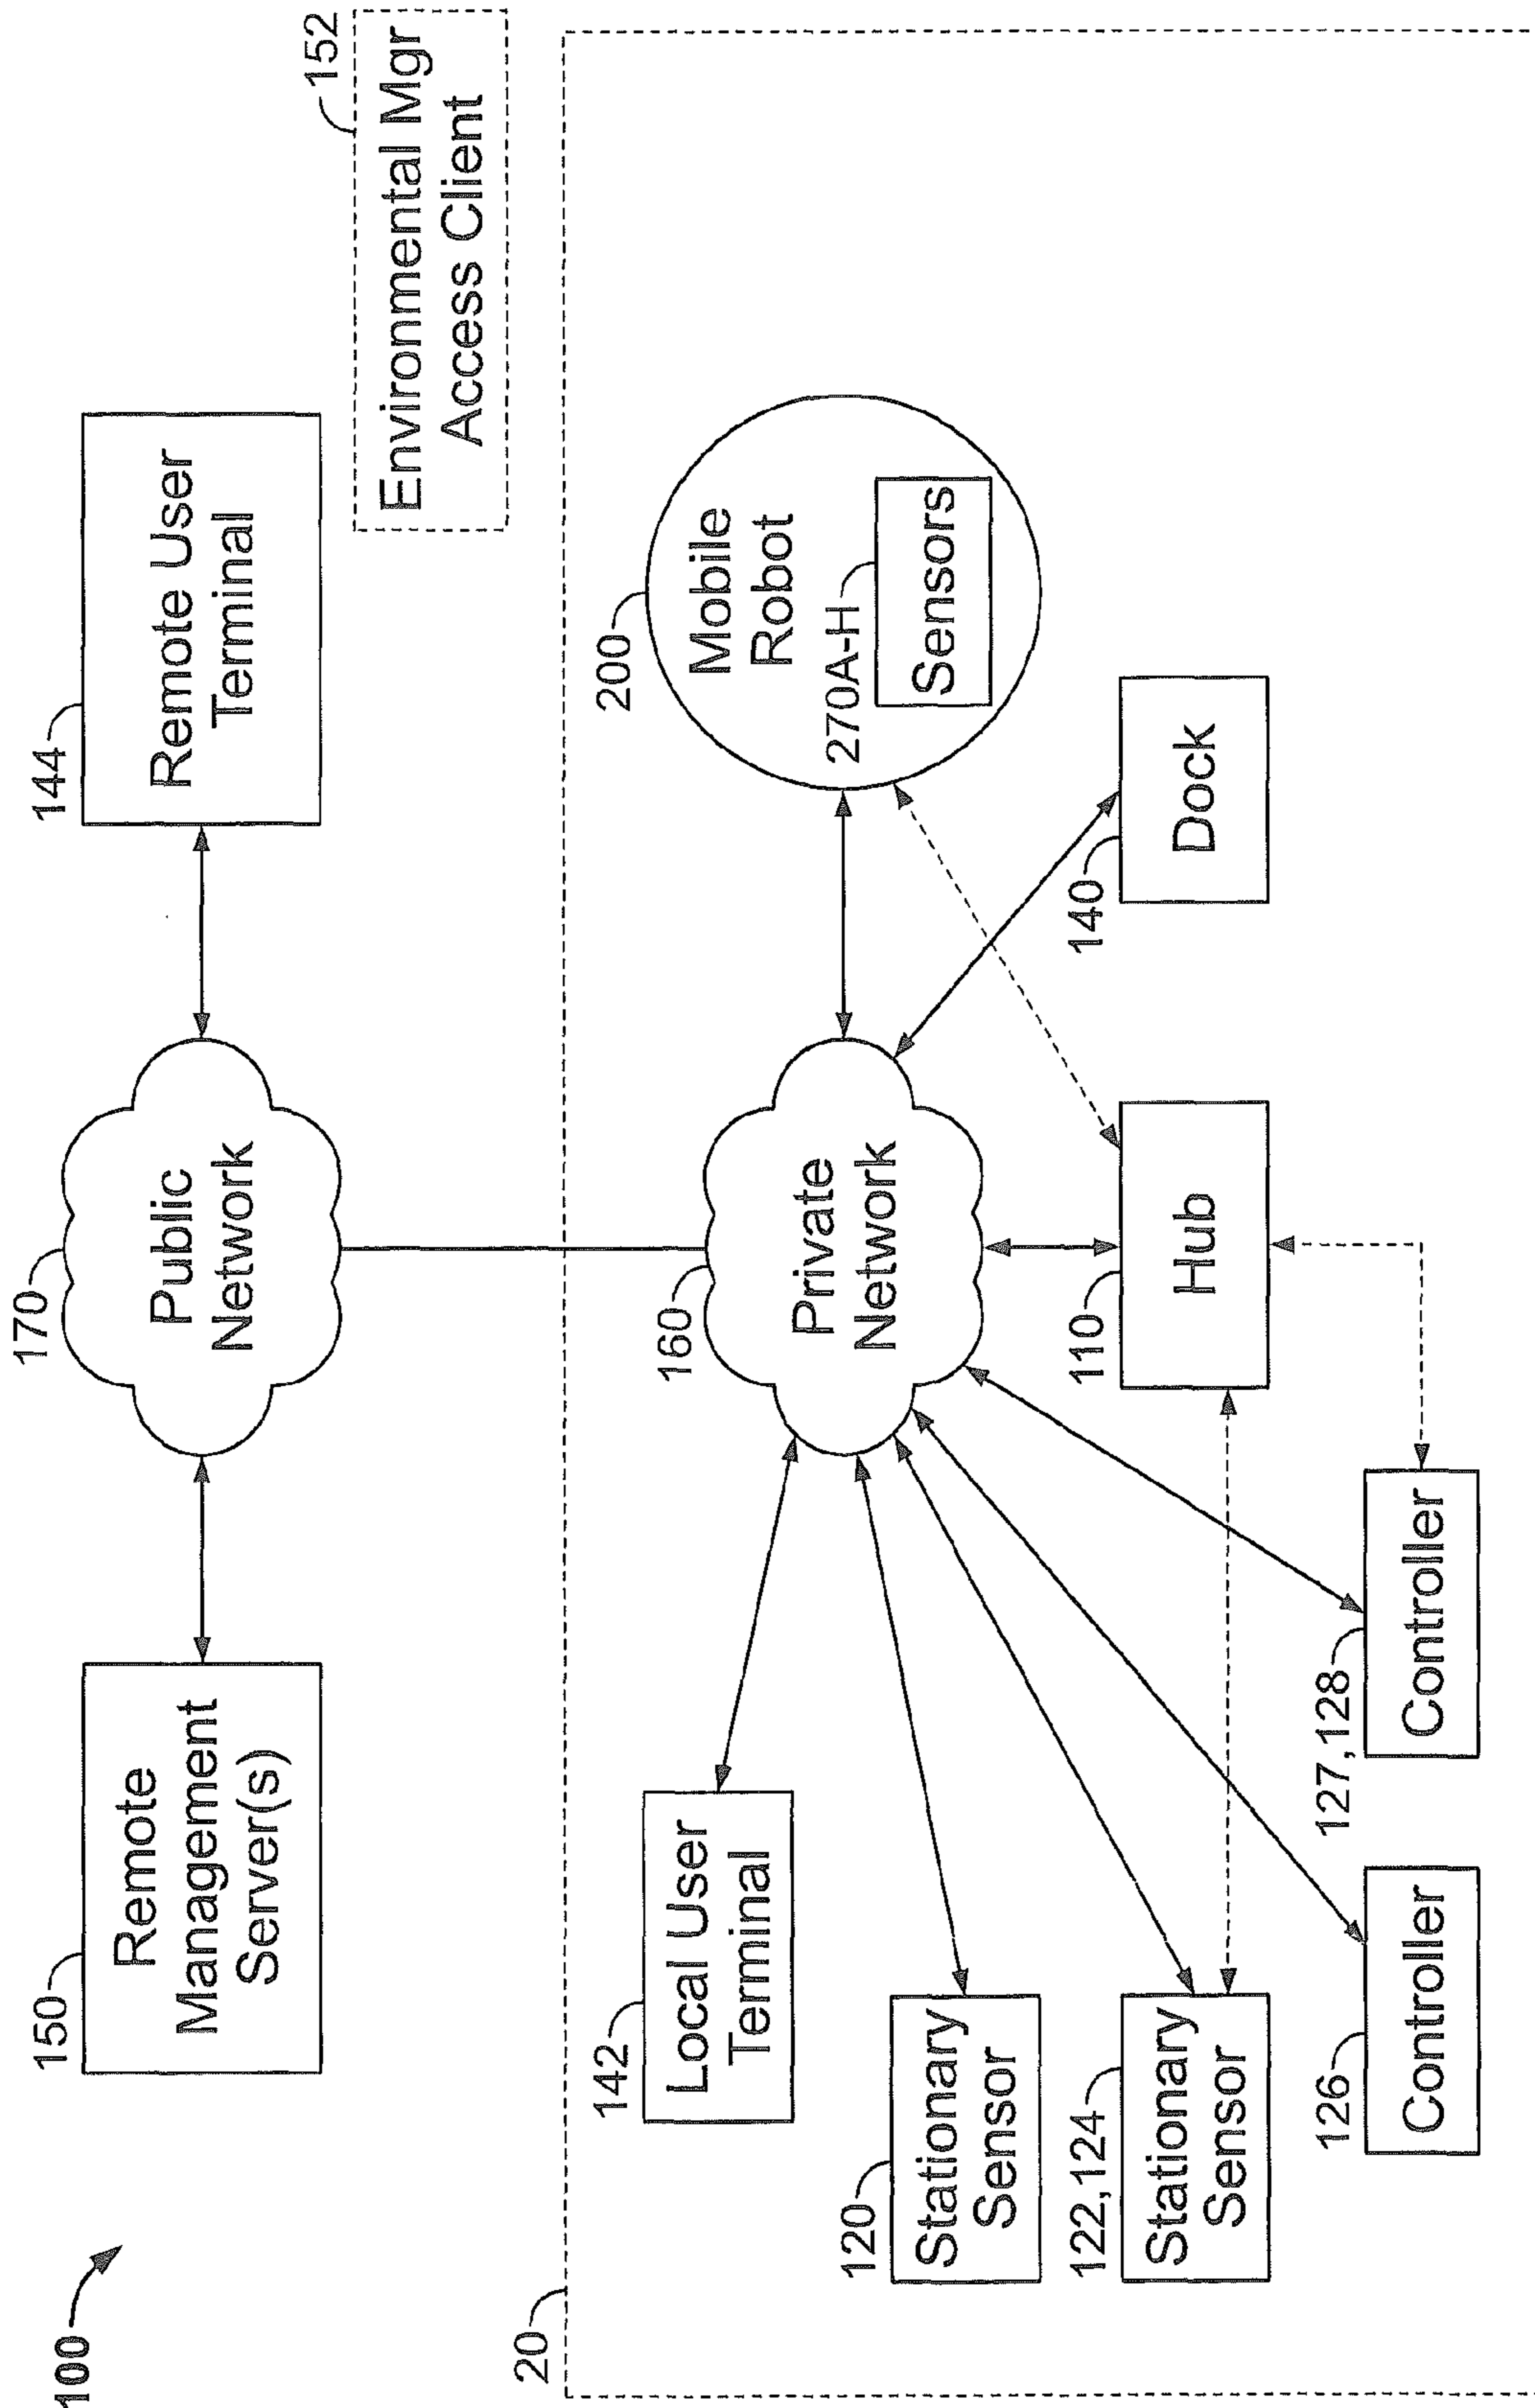 100
170
150
Remote
Management
Server(s)
Public
Network
144
Remote User
Terminal
152
Environmental Mgr
Access Client
20
142
Local User
Terminal
160
Private
Network
200
Mobile
Robot
270A-H
Sensors
120
Stationary
Sensor
122,124
Stationary
Sensor
110
Hub
140
Dock
126
Controller
127,128
Controller